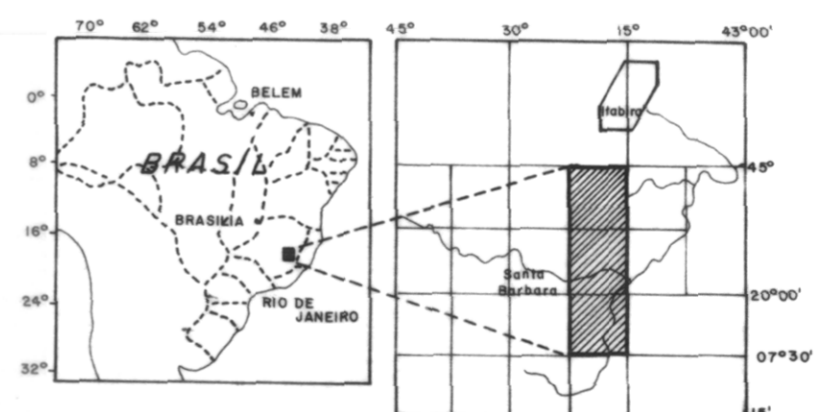 70° 62° 54° 46° 38°
45° 30° 15° 43°00'
BELEM
0°
Itabira
BRASIL
8°
45°
BRASILIA
16°
Santa
Barbara
20°00'
24°
RIO DE
JANEIRO
07°30'
32°
15'